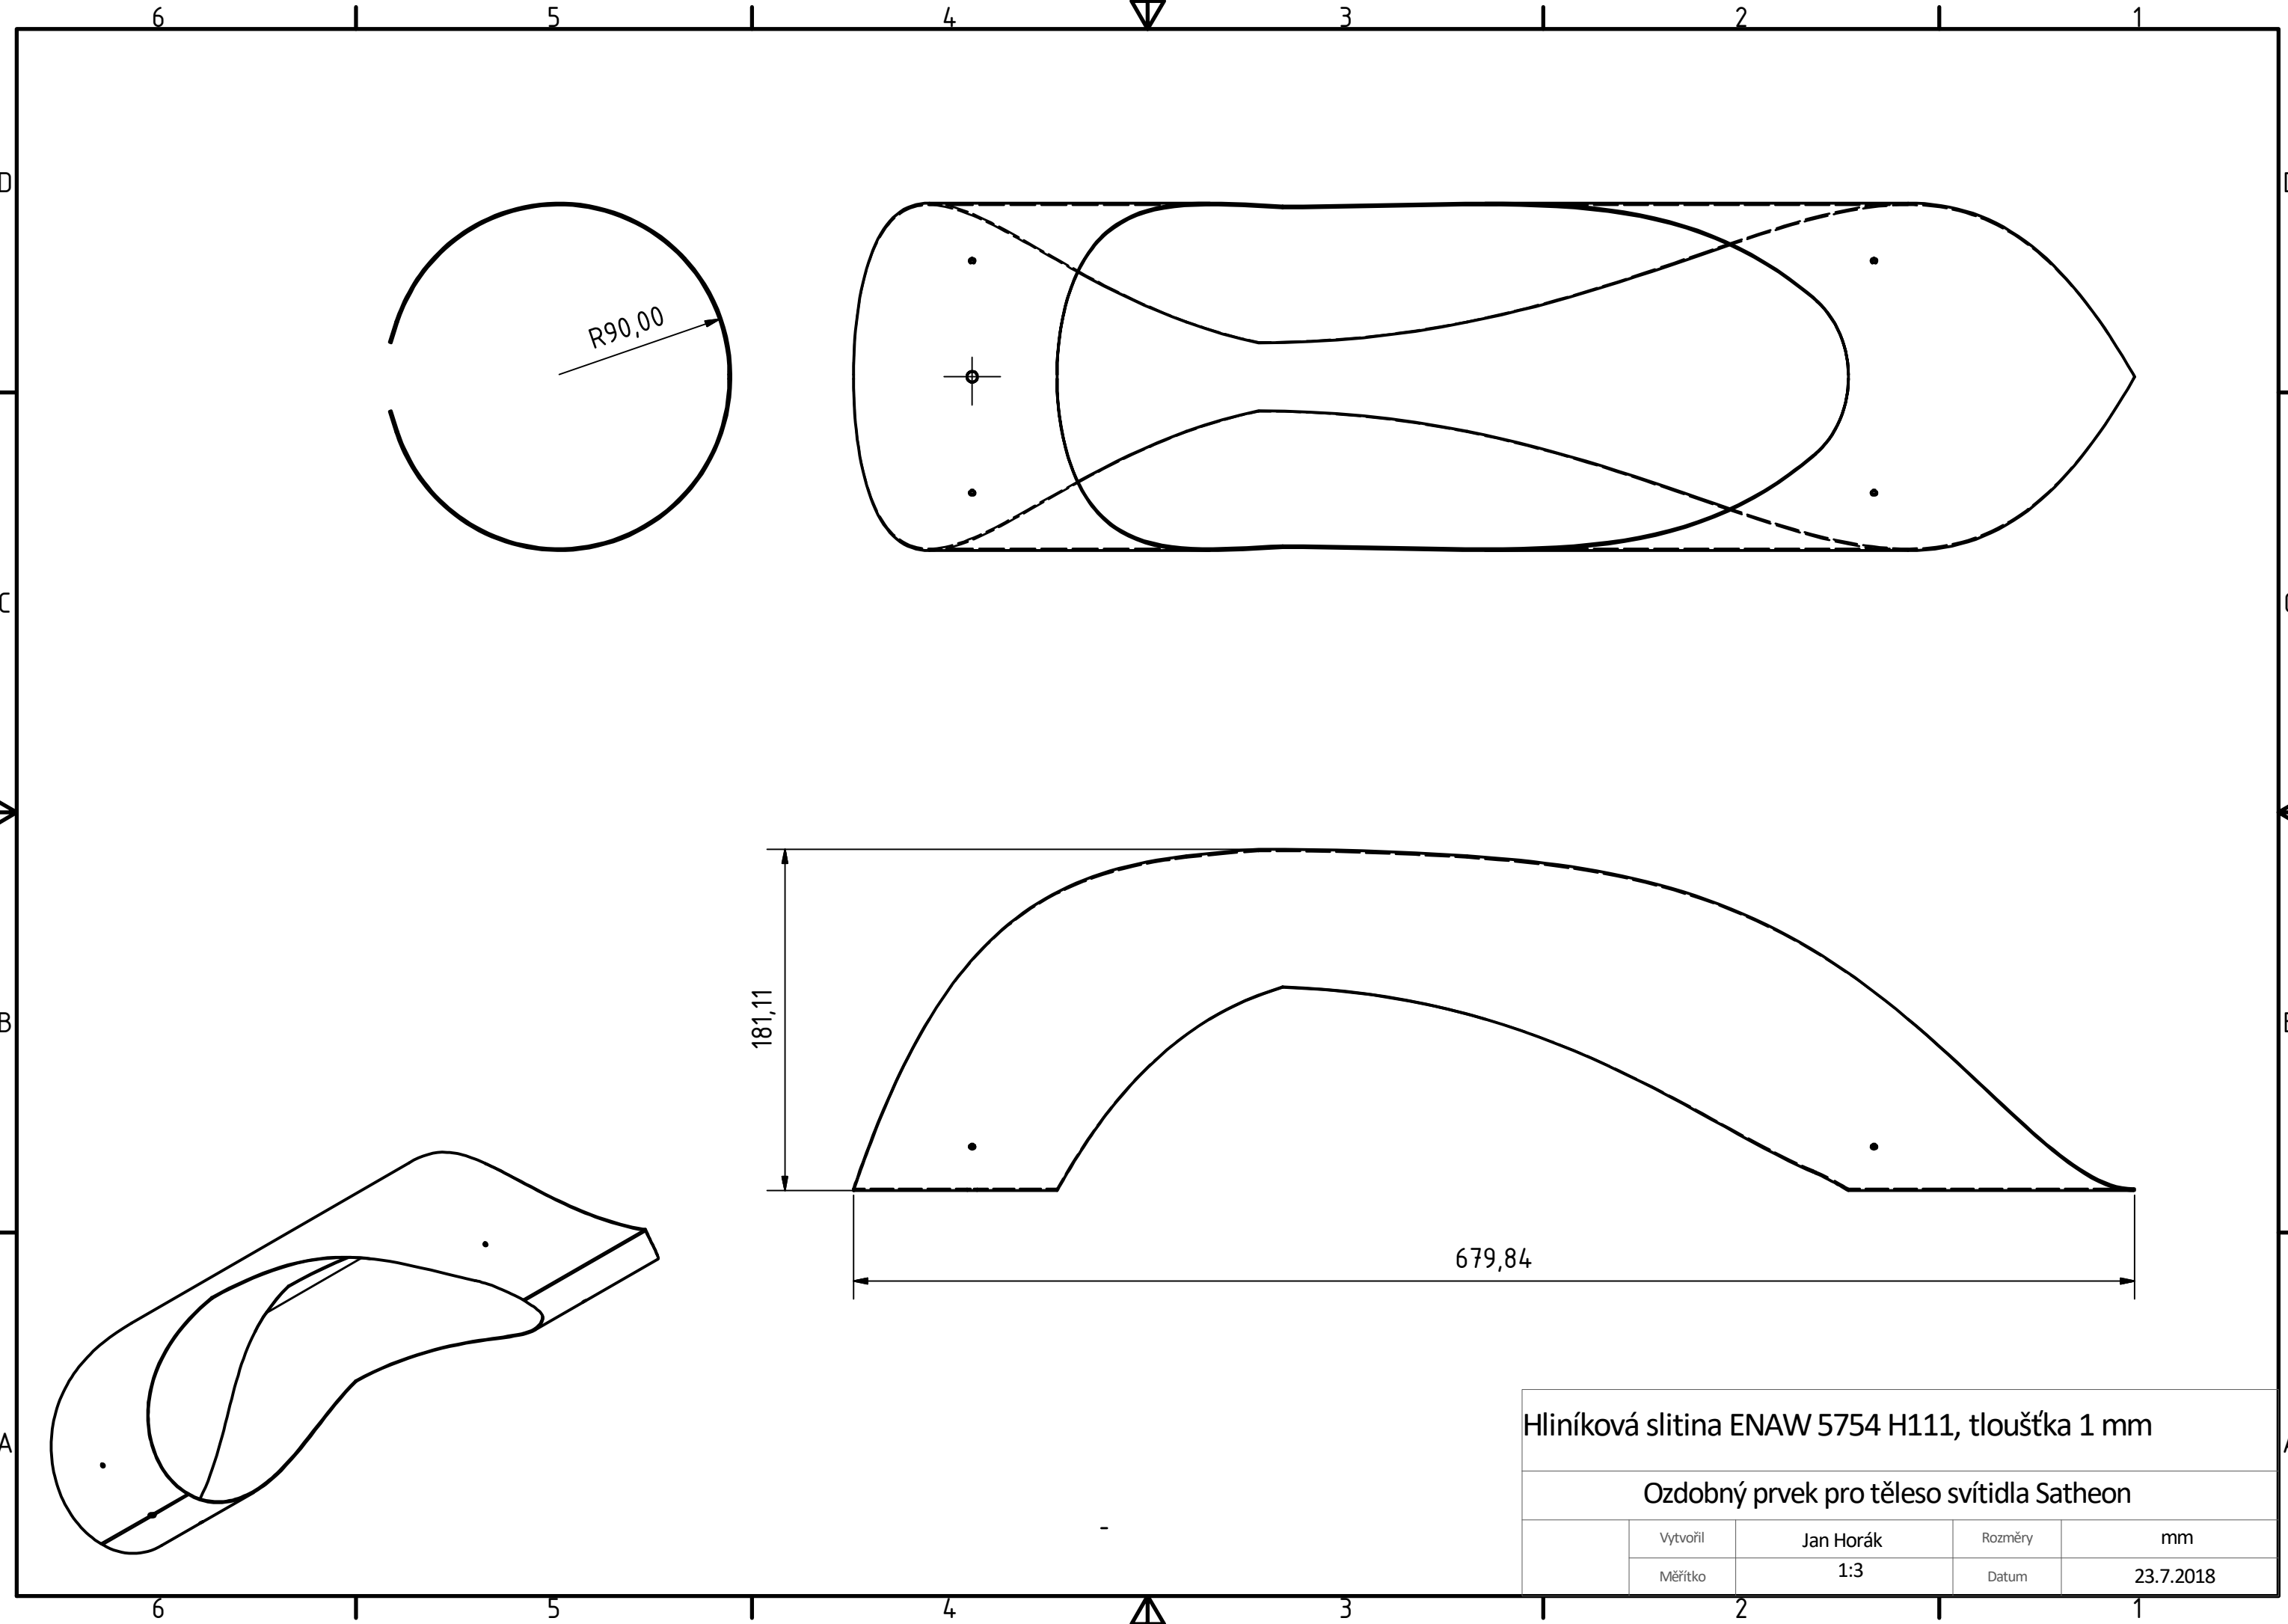 6 5 4 3 2 1
D
R90,00
C
B
181,11
679,84
A
Hliníková slitina ENAW 5754 H111, tloušťka 1 mm
Ozdobný prvek pro těleso svítidla Satheon
Vytvořil Jan Horák Rozměry mm
Měřítko 1:3 Datum 23.7.2018
6 5 4 3 2 1